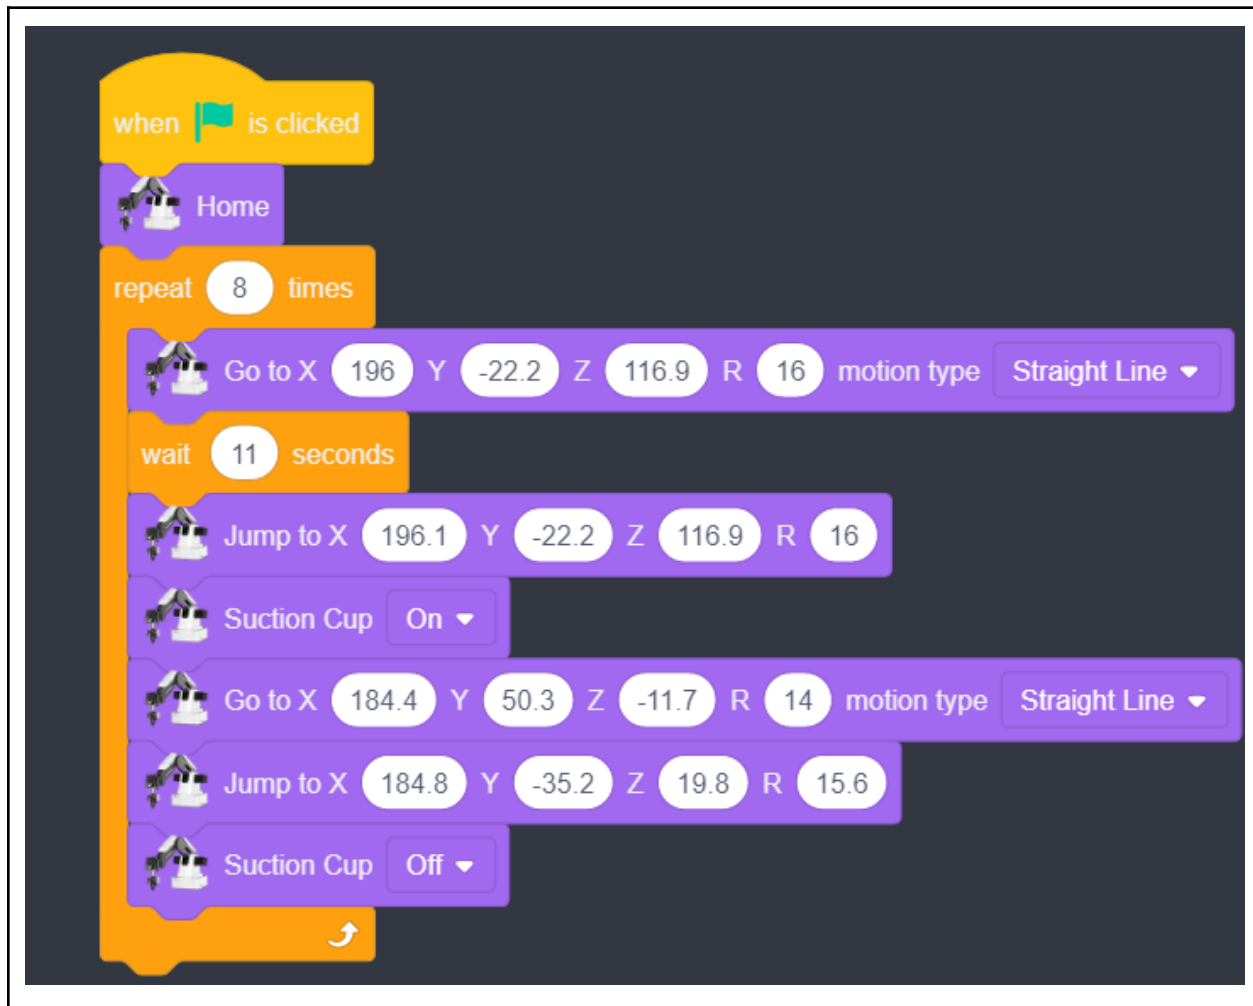 when is clicked
Home
repeat 8 times
Go to X 196 Y -22.2 Z 116.9 R 16 motion type Straight Line
wait 11 seconds
Jump to X 196.1 Y -22.2 Z 116.9 R 16
Suction Cup On
Go to X 184.4 Y 50.3 Z -11.7 R 14 motion type Straight Line
Jump to X 184.8 Y -35.2 Z 19.8 R 15.6
Suction Cup Off